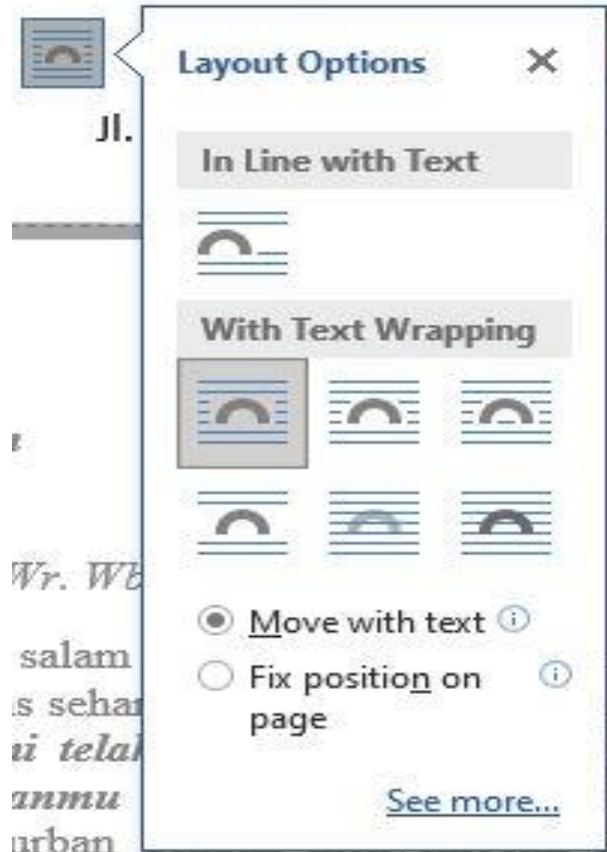 Layout Options
Jl.
In Line with Text
With Text Wrapping
Wr. Wb
salam
Move with text
Fix position on
page
telah
anmu
urban
See more...